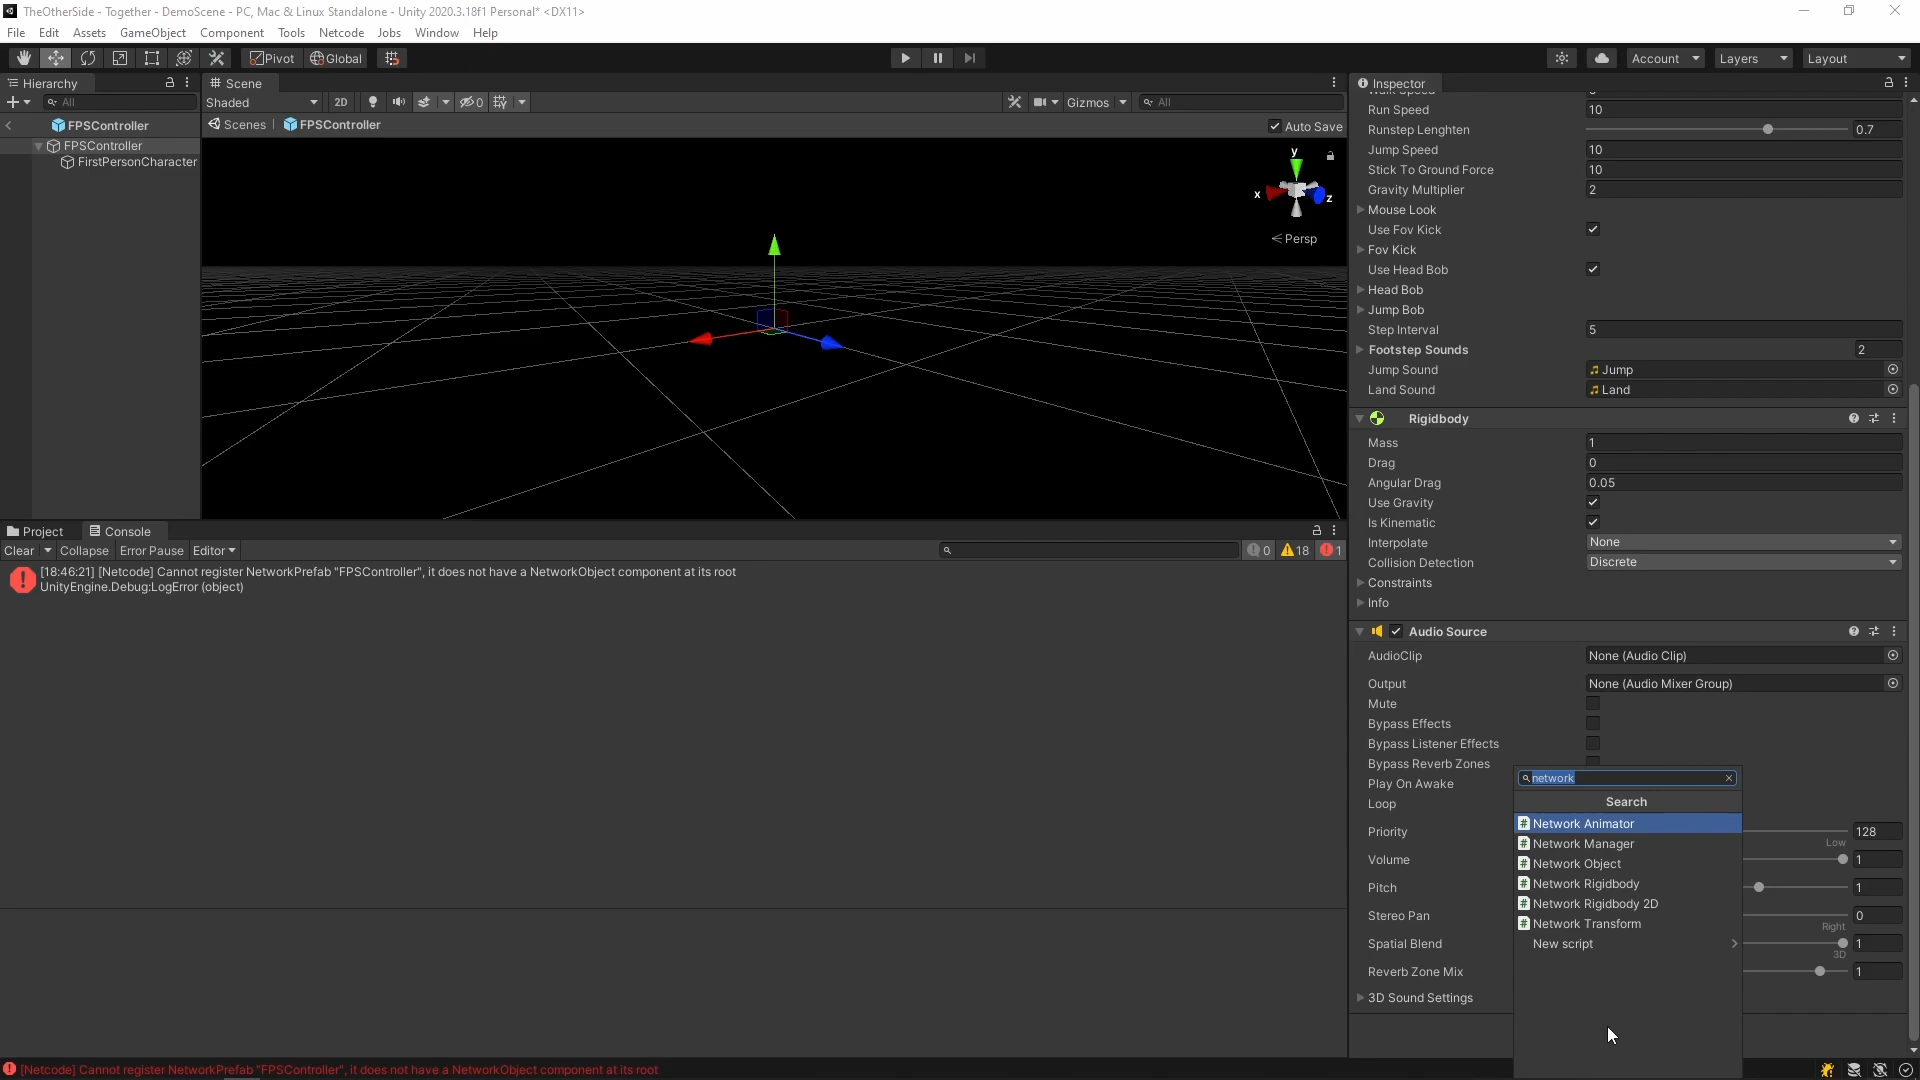 TheOtherSide - Together - DemoScene - PC, Mac & Linux Standalone - Unity 2020.3.18f1 Personal* <DX11>
File Edit Assets GameObject Component Tools Netcode Jobs Window Help
Pivot Global Account Layers Layout
Hierarchy
All
FPSController
FPSController
FirstPersonCharacter
Scene
Shaded 2D 0 Gizmos All
Scenes FPSController Auto Save
y
x
z
Persp
Project Console
Clear Collapse Error Pause Editor 0 18 1
[18:46:21] [Netcode] Cannot register NetworkPrefab "FPSController", it does not have a NetworkObject component at its root
UnityEngine.Debug:LogError (object)
Inspector
Run Speed 10
Runstep Lenghten 0.7
Jump Speed 10
Stick To Ground Force 10
Gravity Multiplier 2
Mouse Look
Use Fov Kick
Fov Kick
Use Head Bob
Head Bob
Jump Bob
Step Interval 5
Footstep Sounds 2
Jump Sound Jump
Land Sound Land
Rigidbody
Mass 1
Drag 0
Angular Drag 0.05
Use Gravity
Is Kinematic
Interpolate None
Collision Detection Discrete
Constraints
Info
Audio Source
AudioClip None (Audio Clip)
Output None (Audio Mixer Group)
Mute
Bypass Effects
Bypass Listener Effects
Bypass Reverb Zones
Play On Awake
Loop
Priority 128
Low
Volume 1
Pitch 1
Stereo Pan 0
Right
Spatial Blend 1
3D
Reverb Zone Mix 1
3D Sound Settings
network
Search
Network Animator
Network Manager
Network Object
Network Rigidbody
Network Rigidbody 2D
Network Transform
New script
[Netcode] Cannot register NetworkPrefab "FPSController", it does not have a NetworkObject component at its root